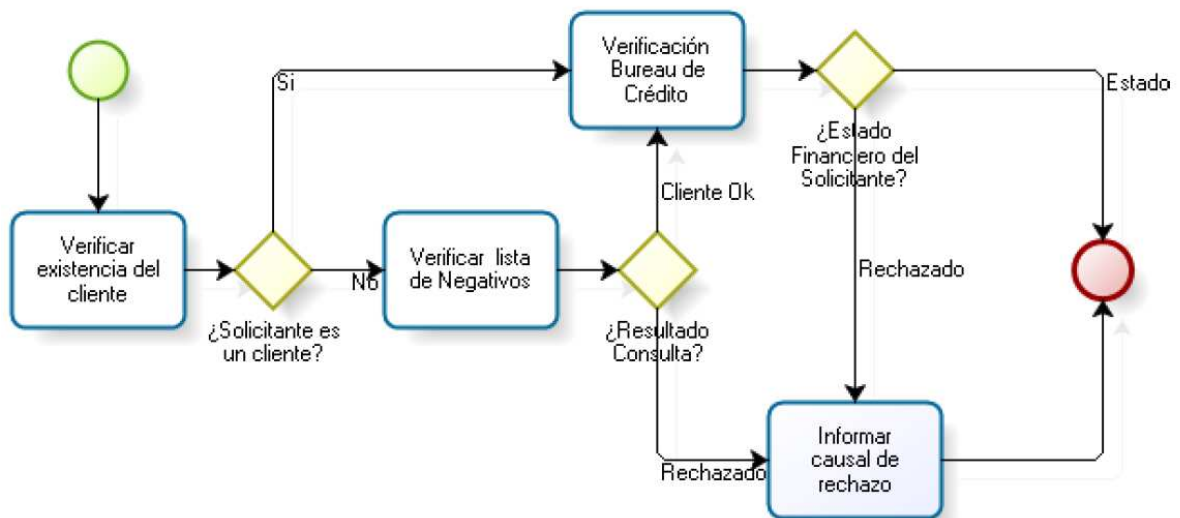 Verificación
Bureau de
Crédito
Si
Estado
¿Estado
Financiero del
Solicitante?
Cliente Ok
Verificar
existencia del
cliente
No
Verificar lista
de Negativos
Rechazado
¿Solicitante es
un cliente?
¿Resultado
Consulta?
Rechazado
Informar
causal de
rechazo